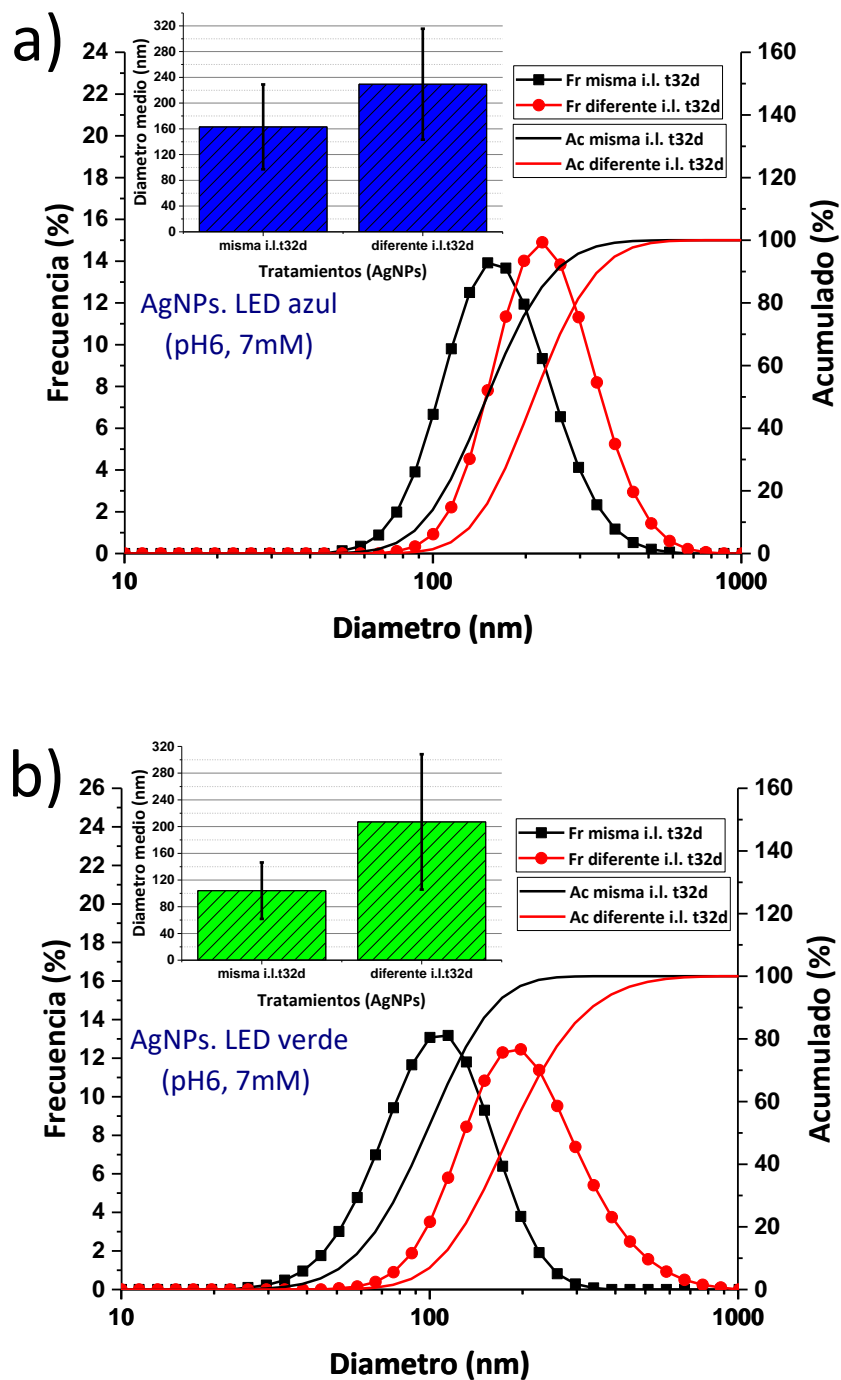 a)
320
280
240
200
160
120
80
40
0
Diametro medio (nm)
misma i.l.t32d
diferente i.l.t32d
Tratamientos (AgNPs)
Fr misma i.l. t32d
Fr diferente i.l. t32d
Ac misma i.l. t32d
Ac diferente i.l. t32d
AgNPs. LED azul
(pH6, 7mM)
24
22
20
18
16
14
12
10
8
6
4
2
0
Frecuencia (%)
160
140
120
100
80
60
40
20
0
Acumulado (%)
10
100
1000
Diametro (nm)
b)
320
280
240
200
160
120
80
40
0
Diametro medio (nm)
misma i.l.t32d
diferente i.l.t32d
Tratamientos (AgNPs)
Fr misma i.l. t32d
Fr diferente i.l. t32d
Ac misma i.l. t32d
Ac diferente i.l. t32d
AgNPs. LED verde
(pH6, 7mM)
26
24
22
20
18
16
14
12
10
8
6
4
2
0
Frecuencia (%)
160
140
120
100
80
60
40
20
0
Acumulado (%)
10
100
1000
Diametro (nm)